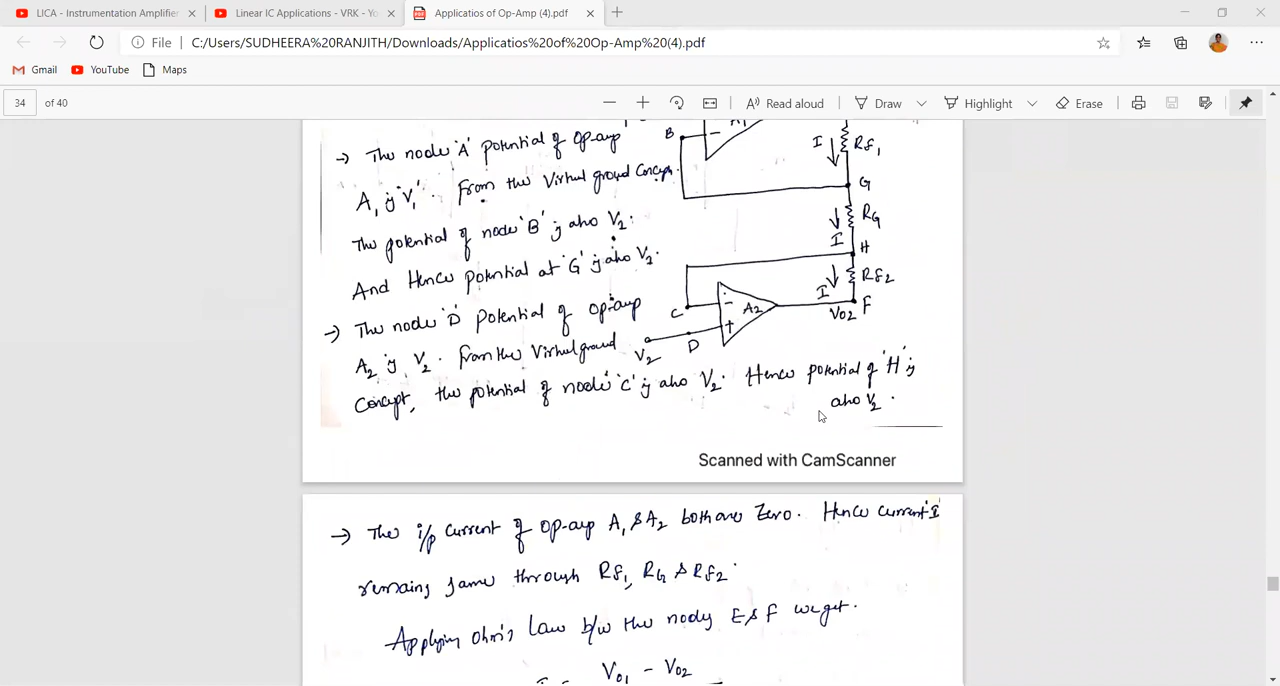 LICA - Instrumentation Amplifier
Linear IC Applications - VRK - Yo
Applicatios of Op-Amp (4).pdf
File
C:/Users/SUDHEERA%20RANJITH/Downloads/Applicatios%20of%20Op-Amp%20(4).pdf
Gmail
YouTube
Maps
34
of 40
Read aloud
Draw
Highlight
Erase
→ The node 'A' potential of op-amp
A1 is 'V1'. From the Virtual ground Concept.
The potential of node 'B' is also V1.
And Hence Potential at 'G' is also V1.
→ The node 'D' potential of op-amp
A2 is V2. From the Virtual ground
Concept, the potential of node 'C' is also V2. Hence potential of 'H' is
also V2.
B
-
A1
I
Rf1
G
RG
I
H
Rf2
I
C
-
A2
+
V2
D
Vo2
F
Scanned with CamScanner
→ The i/p current of op-amp A1 & A2 both are Zero. Hence current 'I'
remains same through Rf1, RG & Rf2.
Applying ohm's Law b/w the nodes E & F we get.
Vo1 - Vo2